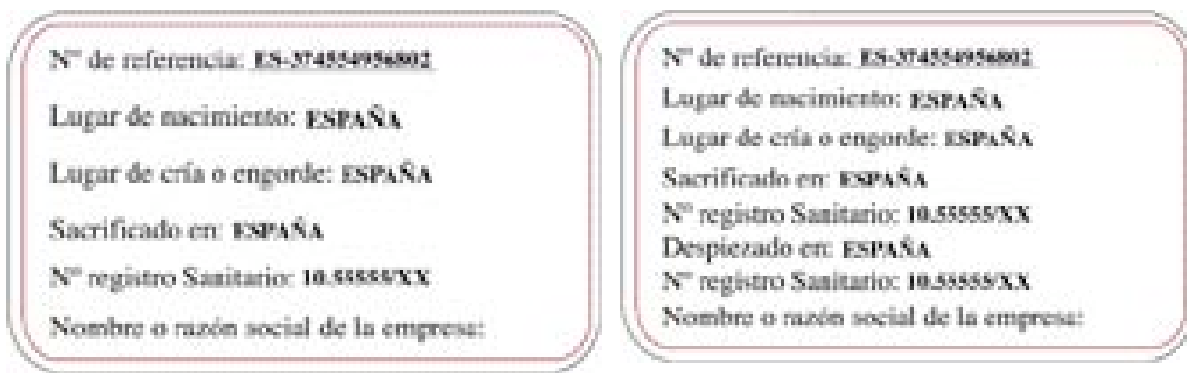 Nº de referencia: ES-374554956802
Lugar de nacimiento: ESPAÑA
Lugar de cría o engorde: ESPAÑA
Sacrificado en: ESPAÑA
Nº registro Sanitario: 10.55555/XX
Nombre o razón social de la empresa:
Nº de referencia: ES-374554956802
Lugar de nacimiento: ESPAÑA
Lugar de cría o engorde: ESPAÑA
Sacrificado en: ESPAÑA
Nº registro Sanitario: 10.55555/XX
Despiezado en: ESPAÑA
Nº registro Sanitario: 10.55555/XX
Nombre o razón social de la empresa: